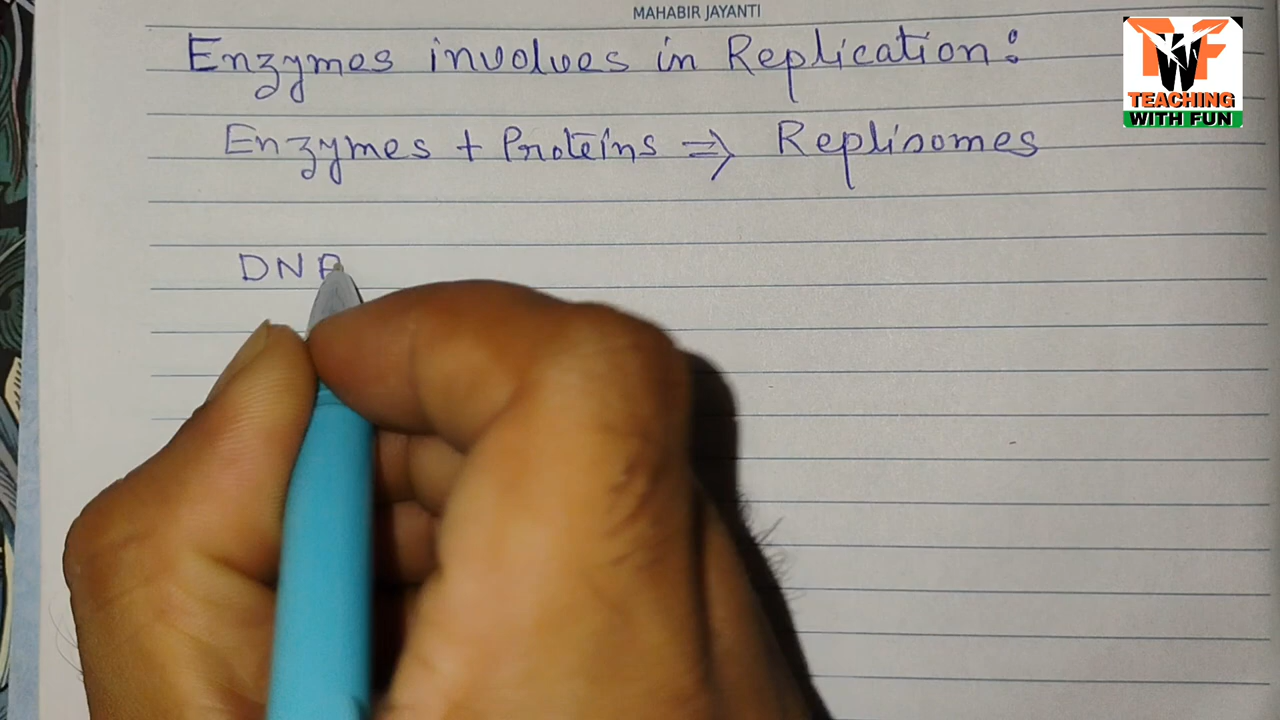 MAHABIR JAYANTI
Enzymes involves in Replication:
TEACHING
WITH FUN
Enzymes + Proteins ⇒ Replisomes
DNA